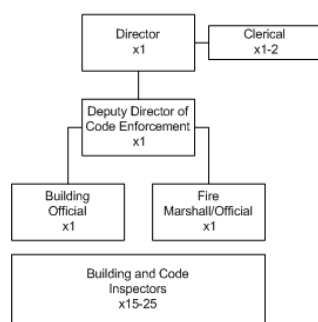 Director
x1
Clerical
x1-2
Deputy Director of
Code Enforcement
x1
Building
Official
x1
Fire
Marshall/Official
x1
Building and Code
Inspectors
x15-25